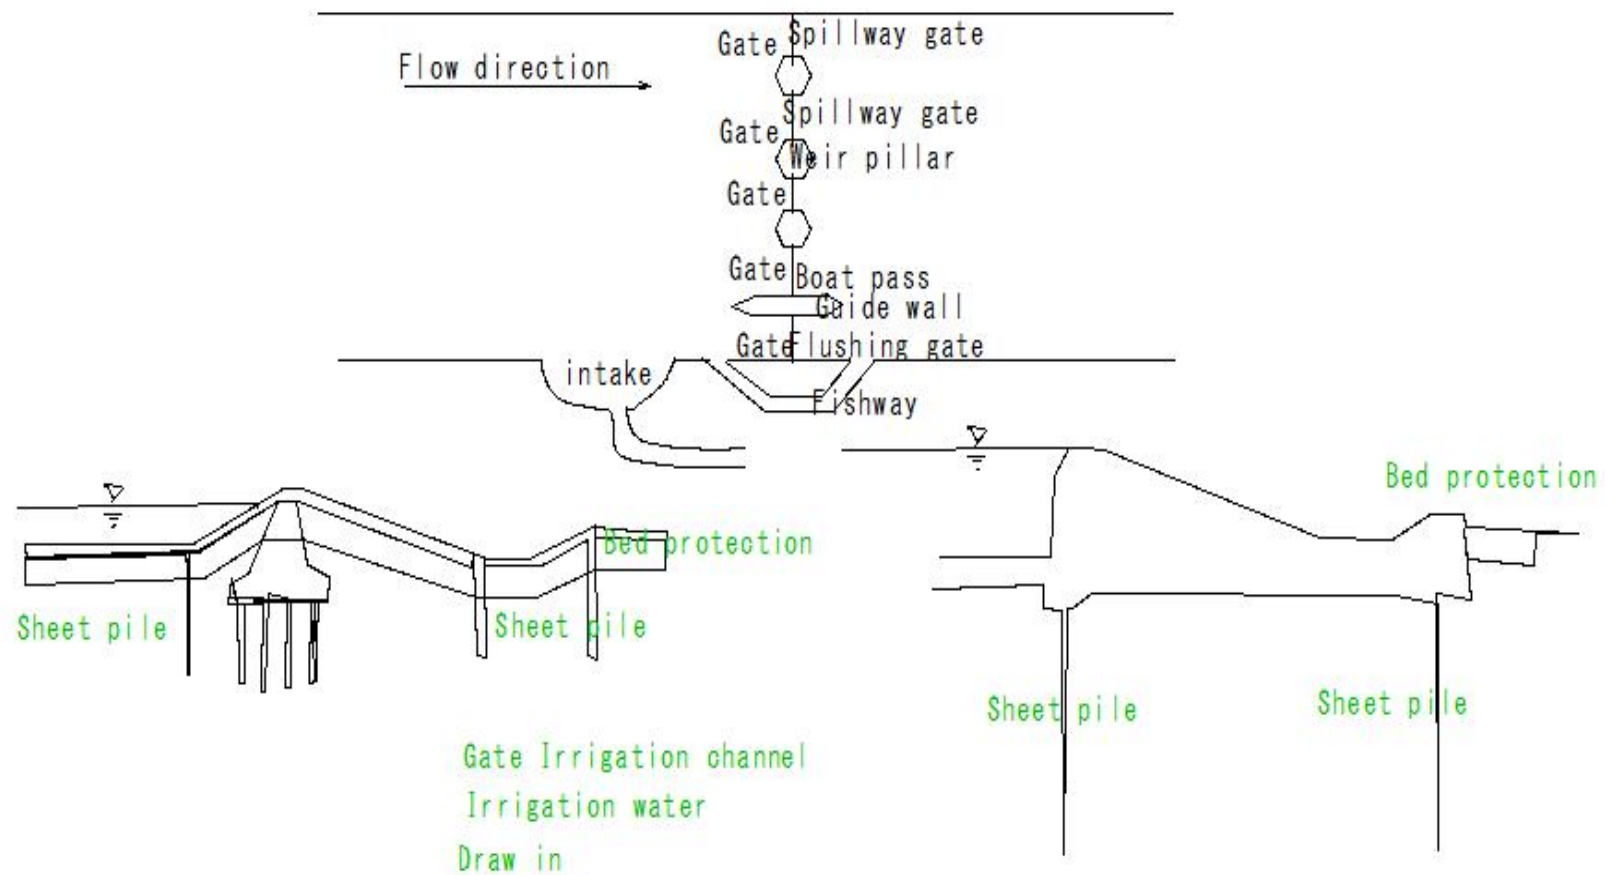 Spillway gate
Gate
Flow direction
Spillway gate
Gate
Weir pillar
Gate
Gate
Boat pass
Guide wall
Gate
Flushing gate
intake
Fishway
Bed protection
Bed protection
Sheet pile
Sheet pile
Sheet pile
Sheet pile
Gate Irrigation channel
Irrigation water
Draw in